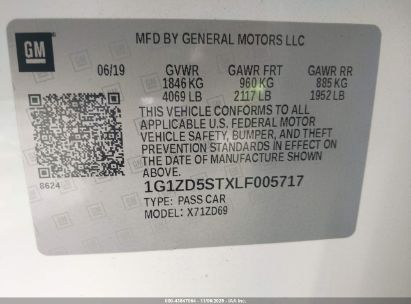 GM
MFD BY GENERAL MOTORS LLC
06/19 GVWR GAWR FRT GAWR RR
1846 KG 960 KG 885 KG
4069 LB 2117 LB 1952 LB
THIS VEHICLE CONFORMS TO ALL
APPLICABLE U.S. FEDERAL MOTOR
VEHICLE SAFETY, BUMPER, AND THEFT
PREVENTION STANDARDS IN EFFECT ON
THE DATE OF MANUFACTURE SHOWN
ABOVE.
8624
1G1ZD5STXLF005717
TYPE: PASS CAR
MODEL: X71ZD69